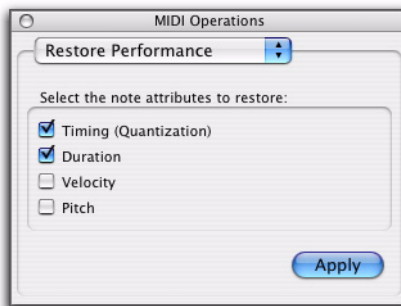 MIDI Operations
Restore Performance
Select the note attributes to restore:
Timing (Quantization)
Duration
Velocity
Pitch
Apply